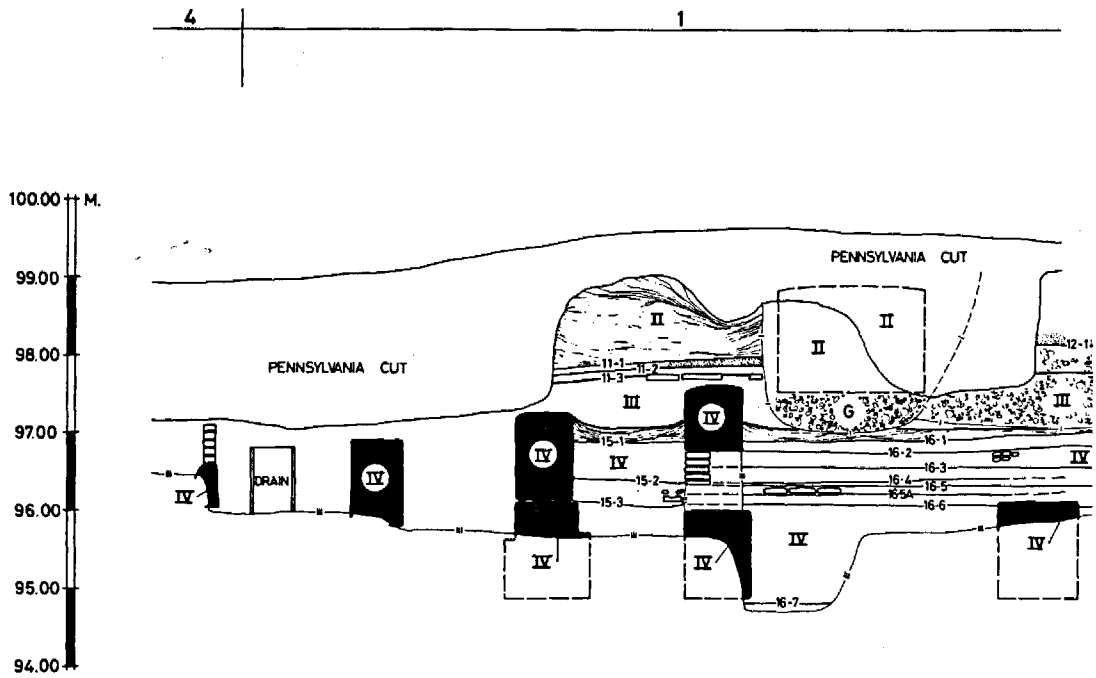 4 1
100.00 M.
99.00
98.00
97.00
96.00
95.00
94.00
PENNSYLVANIA CUT
PENNSYLVANIA CUT
II
II
II
11-1
11-2
11-3
12-1
III
G
III
IV
IV
IV
15-1
IV
16-1
16-2
IV
16-3
15-2
16-4
16-5
16-5A
15-3
16-6
DRAIN
IV
IV
IV
IV
IV
16-7